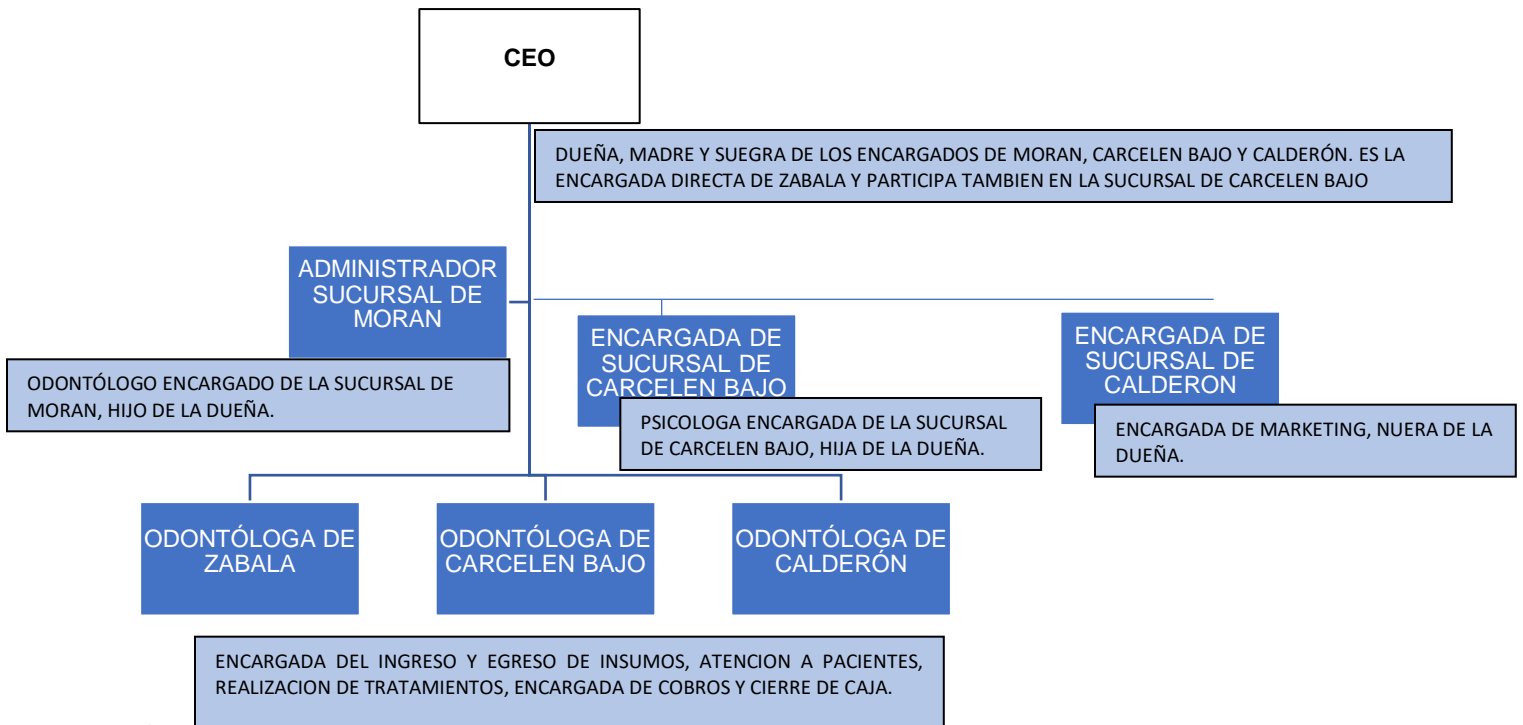 CEO
DUEÑA, MADRE Y SUEGRA DE LOS ENCARGADOS DE MORAN, CARCELEN BAJO Y CALDERÓN. ES LA
ENCARGADA DIRECTA DE ZABALA Y PARTICIPA TAMBIEN EN LA SUCURSAL DE CARCELEN BAJO
ADMINISTRADOR
SUCURSAL DE
MORAN
ODONTÓLOGO ENCARGADO DE LA SUCURSAL DE
MORAN, HIJO DE LA DUEÑA.
ENCARGADA DE
SUCURSAL DE
CARCELEN BAJO
PSICOLOGA ENCARGADA DE LA SUCURSAL
DE CARCELEN BAJO, HIJA DE LA DUEÑA.
ENCARGADA DE
SUCURSAL DE
CALDERON
ENCARGADA DE MARKETING, NUERA DE LA
DUEÑA.
ODONTÓLOGA DE
ZABALA
ODONTÓLOGA DE
CARCELEN BAJO
ODONTÓLOGA DE
CALDERÓN
ENCARGADA DEL INGRESO Y EGRESO DE INSUMOS, ATENCION A PACIENTES,
REALIZACION DE TRATAMIENTOS, ENCARGADA DE COBROS Y CIERRE DE CAJA.